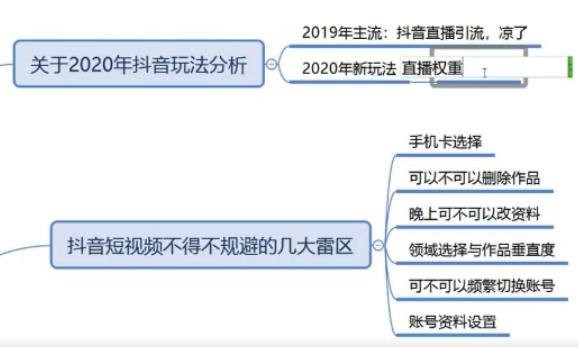 关于2020年抖音玩法分析
2019年主流：抖音直播引流，凉了
2020年新玩法 直播权重
抖音短视频不得不规避的几大雷区
手机卡选择
可以不可以删除作品
晚上可不可以改资料
领域选择与作品垂直度
可不可以频繁切换账号
账号资料设置